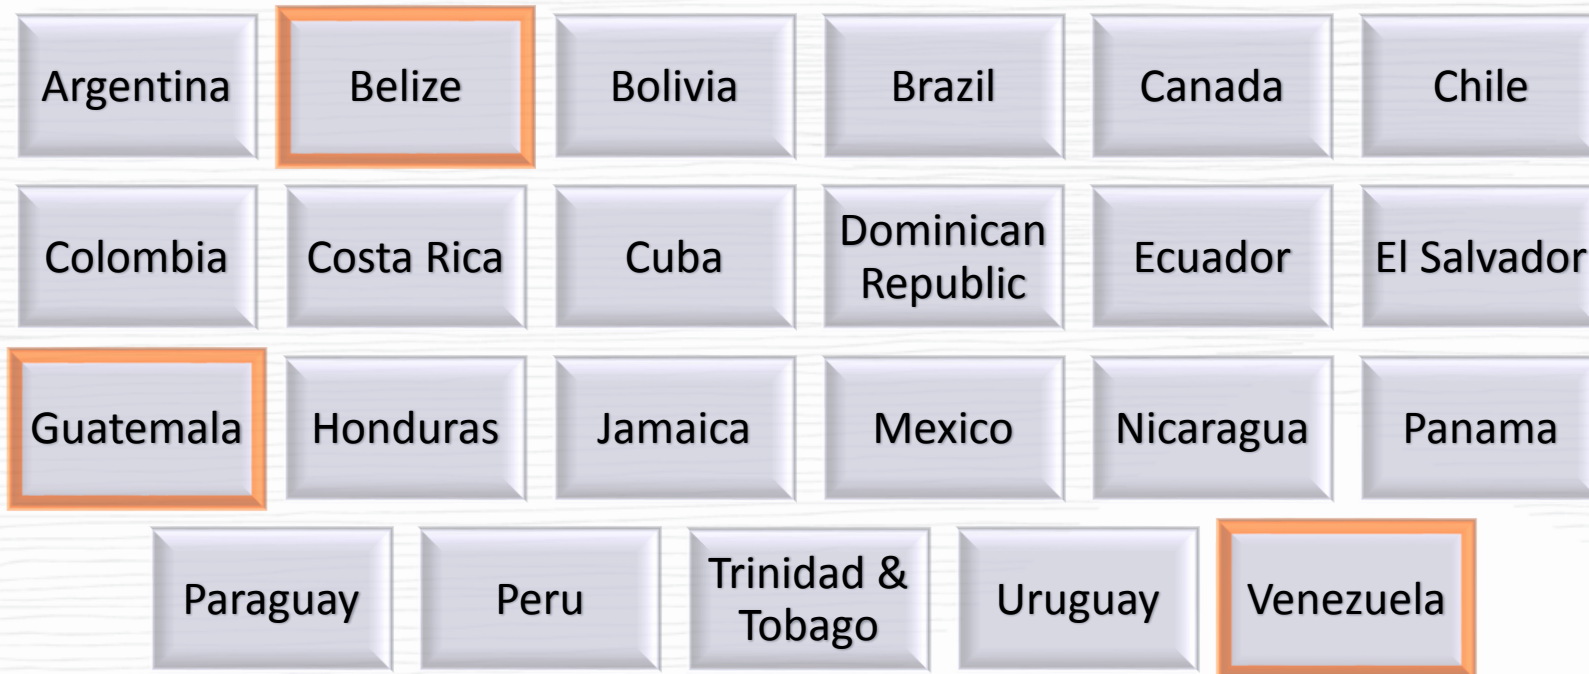 Argentina
Belize
Bolivia
Brazil
Canada
Chile
Colombia
Costa Rica
Cuba
Dominican
Republic
Ecuador
El Salvador
Guatemala
Honduras
Jamaica
Mexico
Nicaragua
Panama
Paraguay
Peru
Trinidad &
Tobago
Uruguay
Venezuela